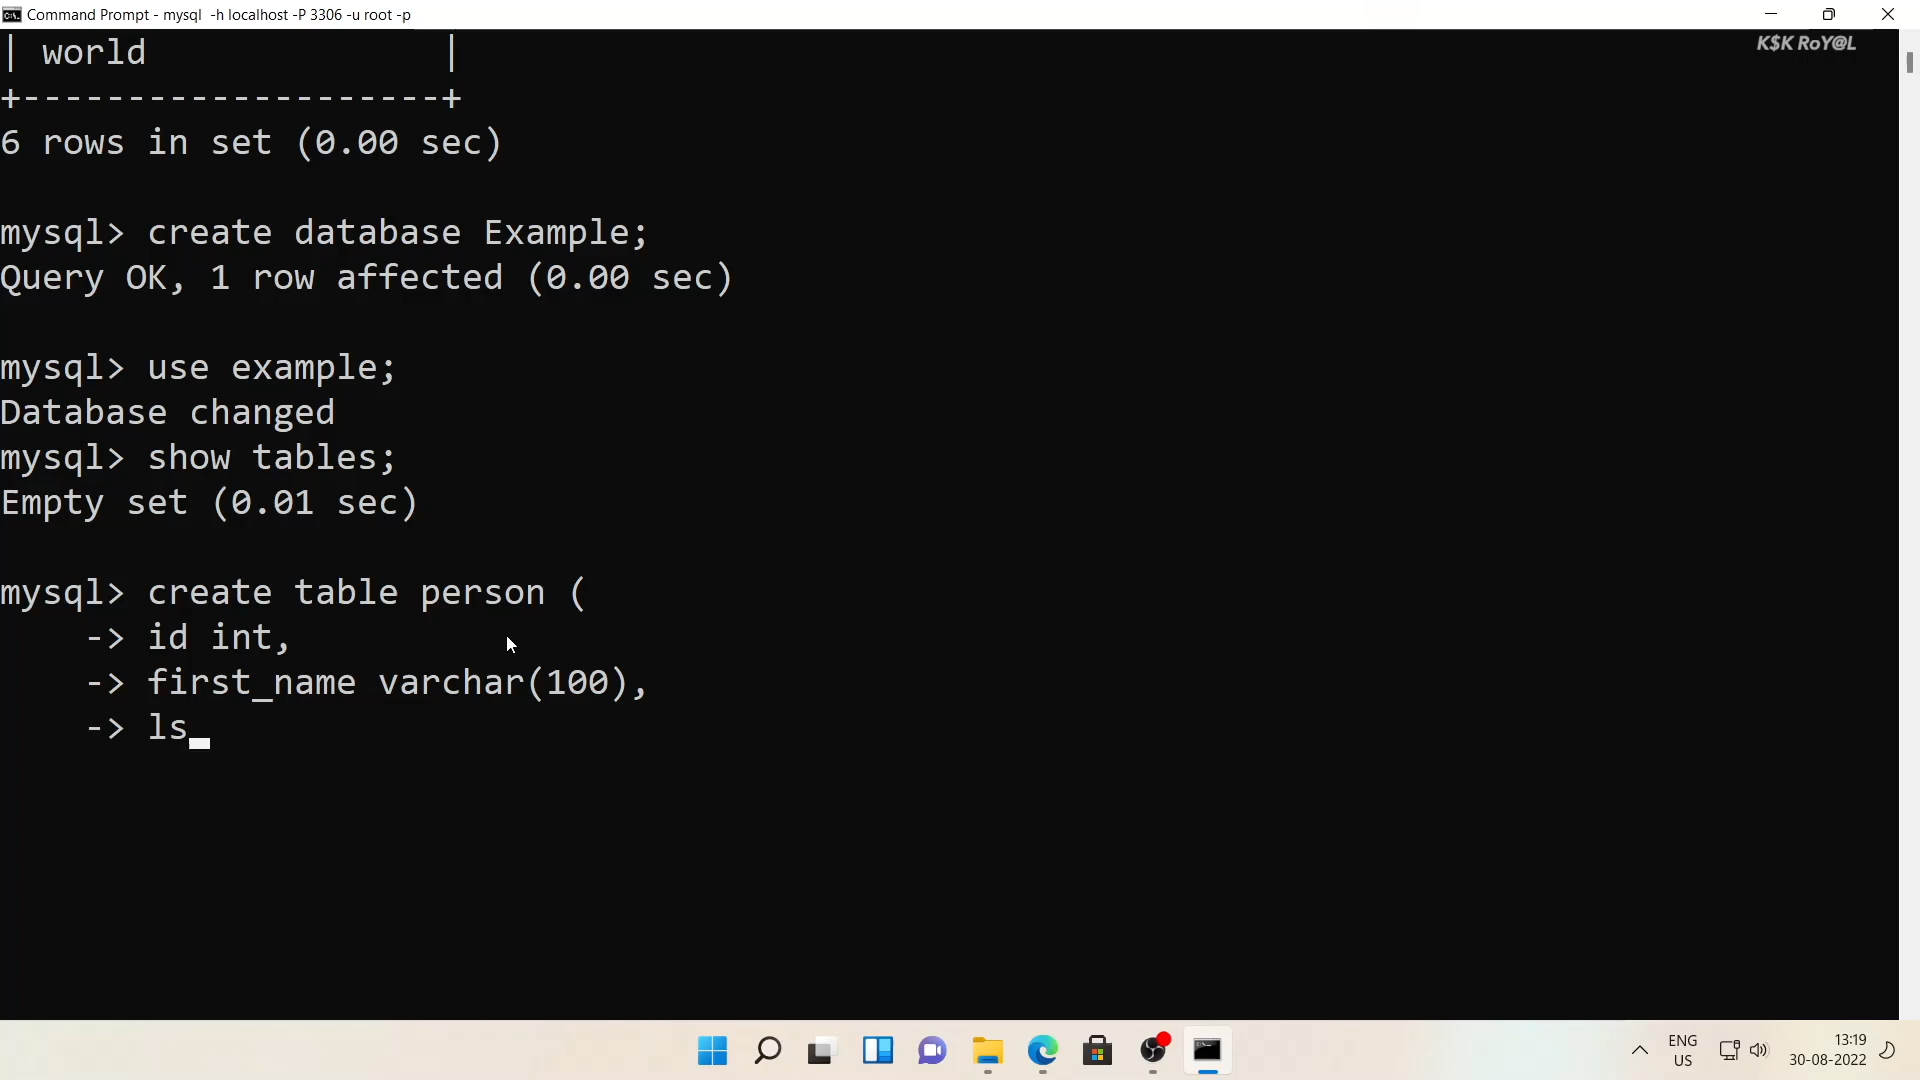 Command Prompt - mysql  -h localhost -P 3306 -u root -p
K$K RoY@L
| world               |
+--------------------+
6 rows in set (0.00 sec)
mysql> create database Example;
Query OK, 1 row affected (0.00 sec)
mysql> use example;
Database changed
mysql> show tables;
Empty set (0.01 sec)
mysql> create table person (
    -> id int,
    -> first_name varchar(100),
    -> ls_
ENG
US
13:19
30-08-2022